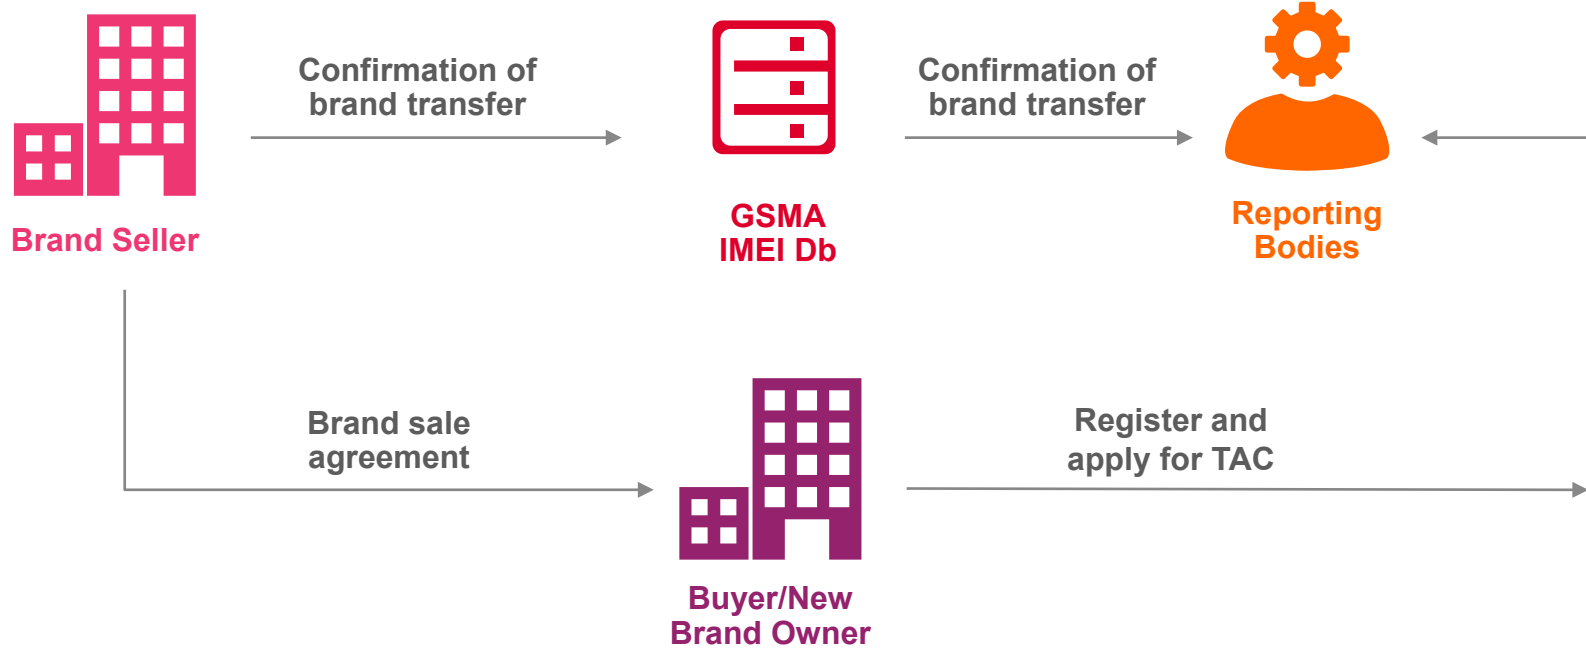 Confirmation of
brand transfer
Confirmation of
brand transfer
Brand Seller
GSMA
IMEI Db
Reporting
Bodies
Brand sale
agreement
Register and
apply for TAC
Buyer/New
Brand Owner